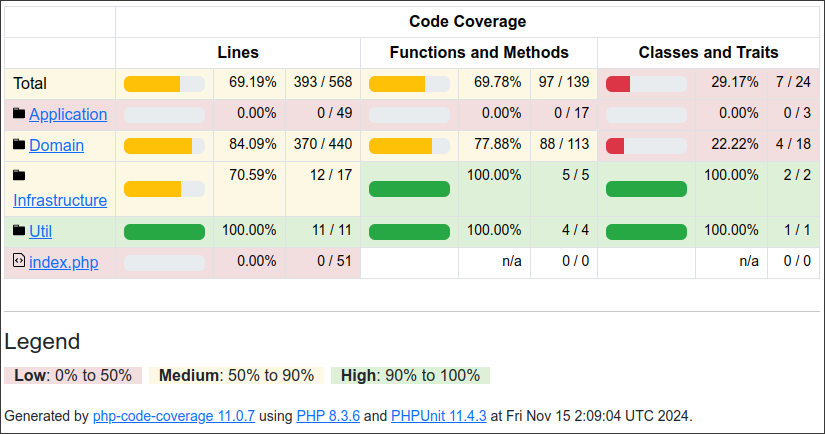 Code Coverage
Lines Functions and Methods Classes and Traits
Total 69.19% 393 / 568 69.78% 97 / 139 29.17% 7 / 24
Application 0.00% 0 / 49 0.00% 0 / 17 0.00% 0 / 3
Domain 84.09% 370 / 440 77.88% 88 / 113 22.22% 4 / 18
Infrastructure 70.59% 12 / 17 100.00% 5 / 5 100.00% 2 / 2
Util 100.00% 11 / 11 100.00% 4 / 4 100.00% 1 / 1
index.php 0.00% 0 / 51 n/a 0 / 0 n/a 0 / 0
Legend
Low: 0% to 50% Medium: 50% to 90% High: 90% to 100%
Generated by php-code-coverage 11.0.7 using PHP 8.3.6 and PHPUnit 11.4.3 at Fri Nov 15 2:09:04 UTC 2024.